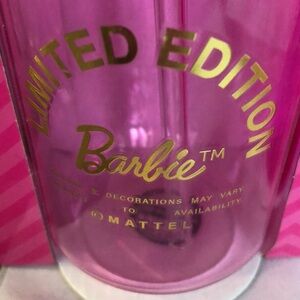 LIMITED EDITION
Barbie™
& DECORATIONS MAY VARY
TO AVAILABILITY
MATTEL